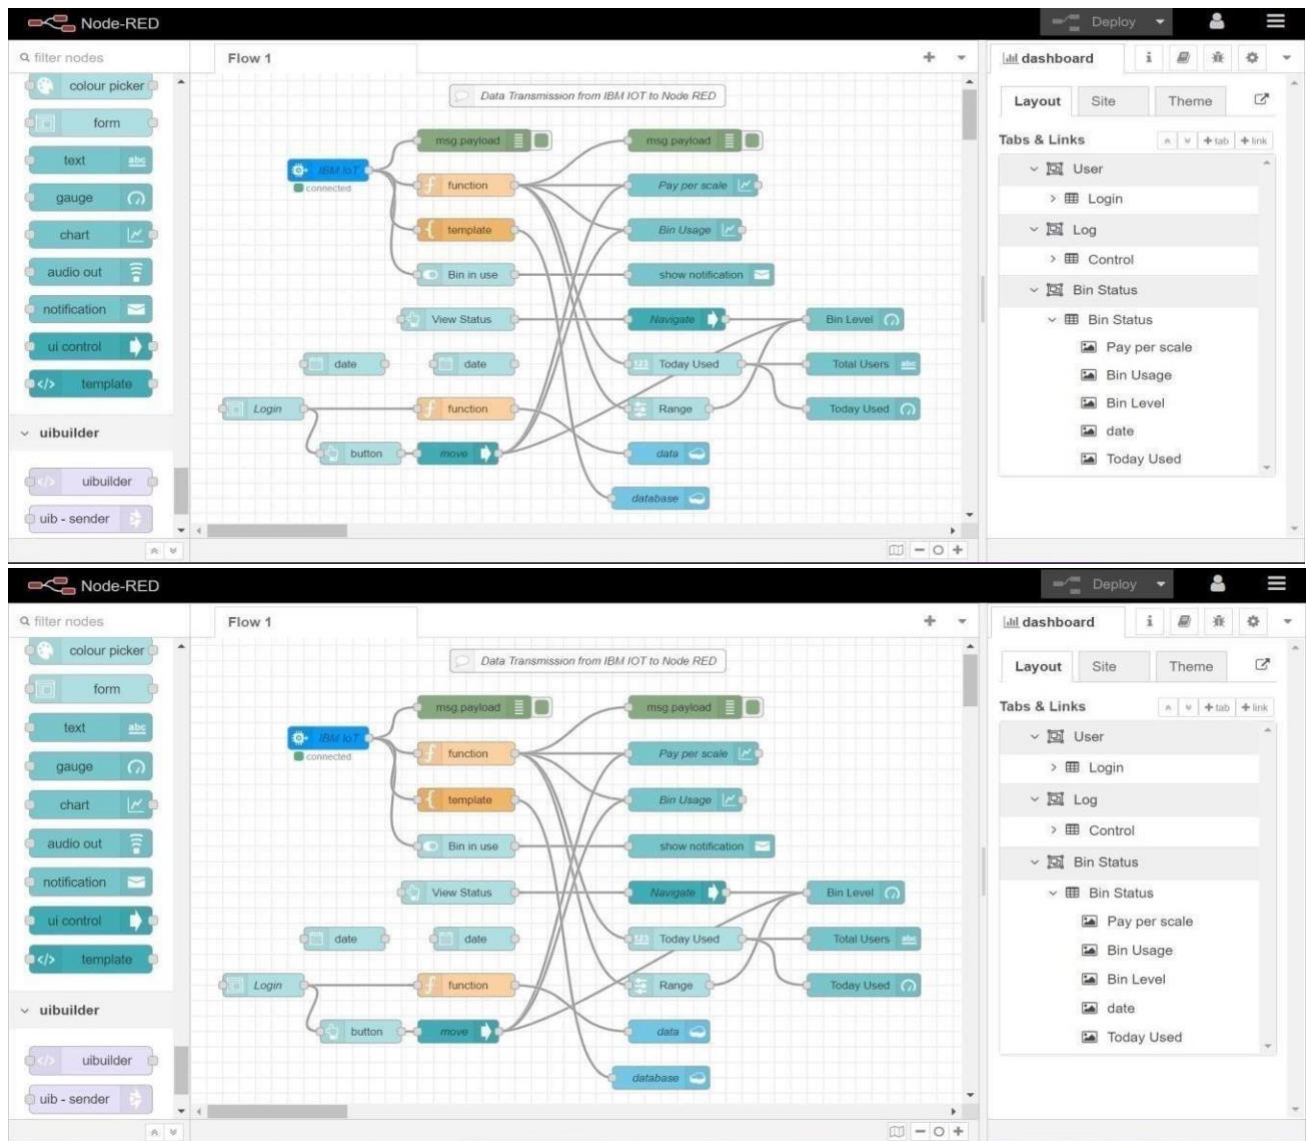 Node-RED
Deploy
filter nodes
Flow 1
dashboard
i
colour picker
form
text
abc
gauge
chart
audio out
notification
ui control
</> template
uibuilder
</> uibuilder
uib - sender
Data Transmission from IBM IOT to Node RED
msg.payload
msg.payload
IBM IoT
connected
function
Pay per scale
template
Bin Usage
Bin in use
show notification
View Status
Navigate
Bin Level
date
date
123 Today Used
Total Users abc
Login
function
Range
Today Used
button
move
data
database
Layout
Site
Theme
Tabs & Links
+ tab
+ link
User
Login
Log
Control
Bin Status
Bin Status
Pay per scale
Bin Usage
Bin Level
date
Today Used
Node-RED
Deploy
filter nodes
Flow 1
dashboard
i
colour picker
form
text
abc
gauge
chart
audio out
notification
ui control
</> template
uibuilder
</> uibuilder
uib - sender
Data Transmission from IBM IOT to Node RED
msg.payload
msg.payload
IBM IoT
connected
function
Pay per scale
template
Bin Usage
Bin in use
show notification
View Status
Navigate
Bin Level
date
date
123 Today Used
Total Users abc
Login
function
Range
Today Used
button
move
data
database
Layout
Site
Theme
Tabs & Links
+ tab
+ link
User
Login
Log
Control
Bin Status
Bin Status
Pay per scale
Bin Usage
Bin Level
date
Today Used